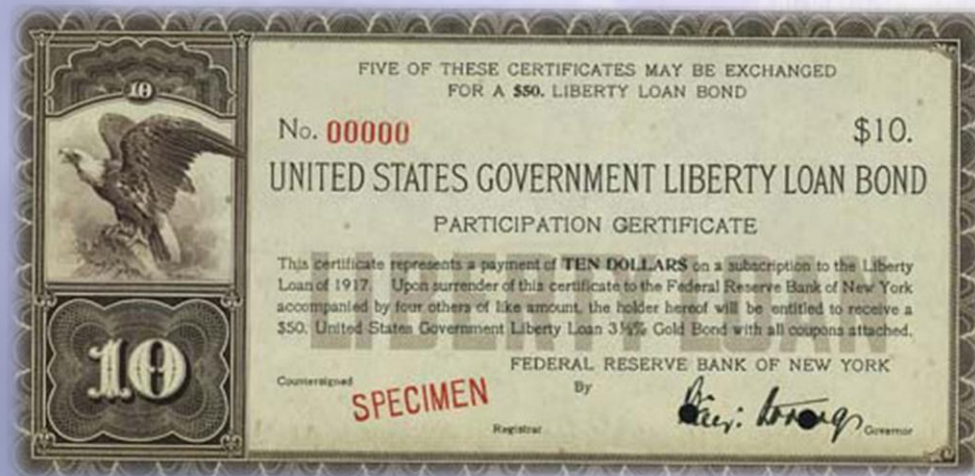 10
FIVE OF THESE CERTIFICATES MAY BE EXCHANGED
FOR A $50. LIBERTY LOAN BOND
No. 00000 $10.
UNITED STATES GOVERNMENT LIBERTY LOAN BOND
PARTICIPATION CERTIFICATE
LIBERTY LOAN
This certificate represents a payment of TEN DOLLARS on a subscription to the Liberty
Loan of 1917. Upon surrender of this certificate to the Federal Reserve Bank of New York
accompanied by four others of like amount, the holder hereof will be entitled to receive a
$50. United States Government Liberty Loan 3½% Gold Bond with all coupons attached.
FEDERAL RESERVE BANK OF NEW YORK
Countersigned SPECIMEN By
Registrar Governor
10